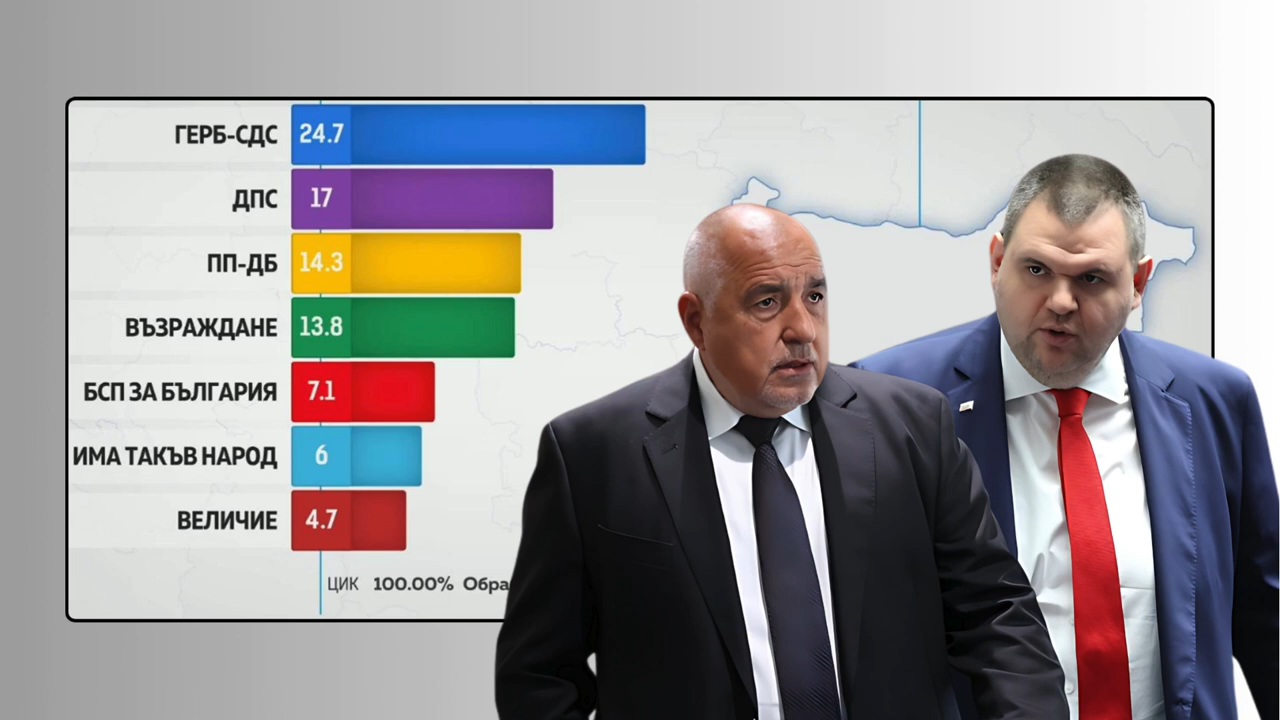 ГЕРБ-СДС 24.7
ДПС 17
ПП-ДБ 14.3
ВЪЗРАЖДАНЕ 13.8
БСП ЗА БЪЛГАРИЯ 7.1
ИМА ТАКЪВ НАРОД 6
ВЕЛИЧИЕ 4.7
ЦИК 100.00%